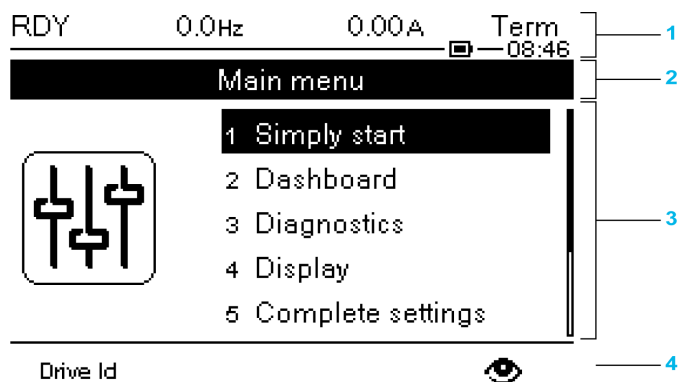 RDY 0.0Hz 0.00A Term
08:46
1
Main menu
2
1 Simply start
2 Dashboard
3 Diagnostics
3
4 Display
5 Complete settings
Drive Id
4